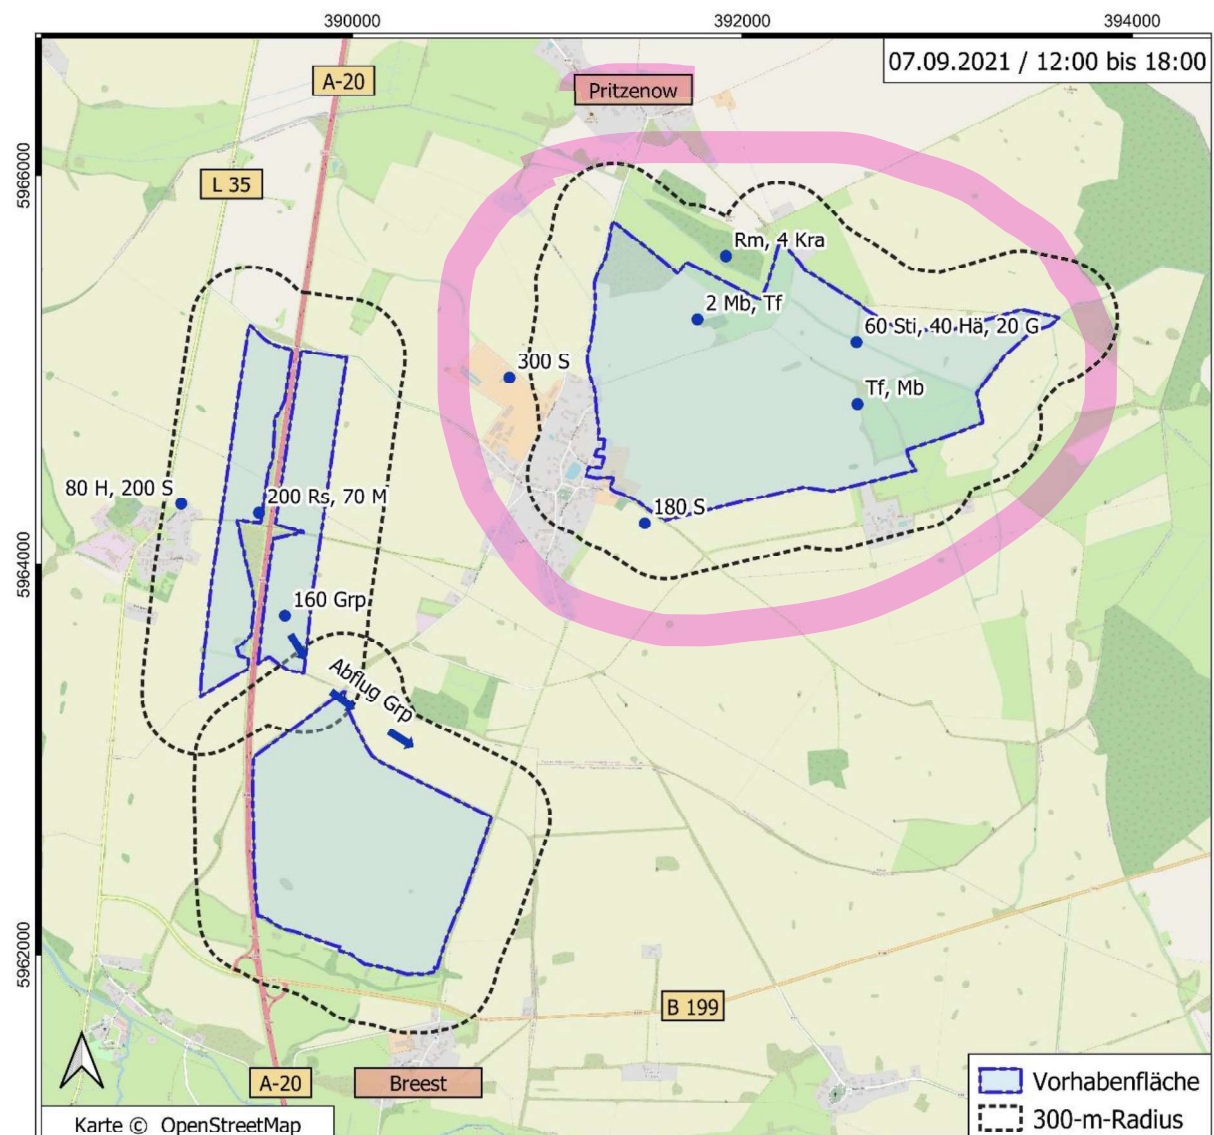 390000
392000
394000
07.09.2021 / 12:00 bis 18:00
A-20
Pritzenow
5966000
L 35
Rm, 4 Kra
2 Mb, Tf
60 Sti, 40 Hä, 20 G
300 S
Tf, Mb
80 H, 200 S
200 Rs, 70 M
180 S
5964000
160 Grp
Abflug Grp
5962000
B 199
A-20
Breest
Vorhabenfläche
300-m-Radius
Karte © OpenStreetMap